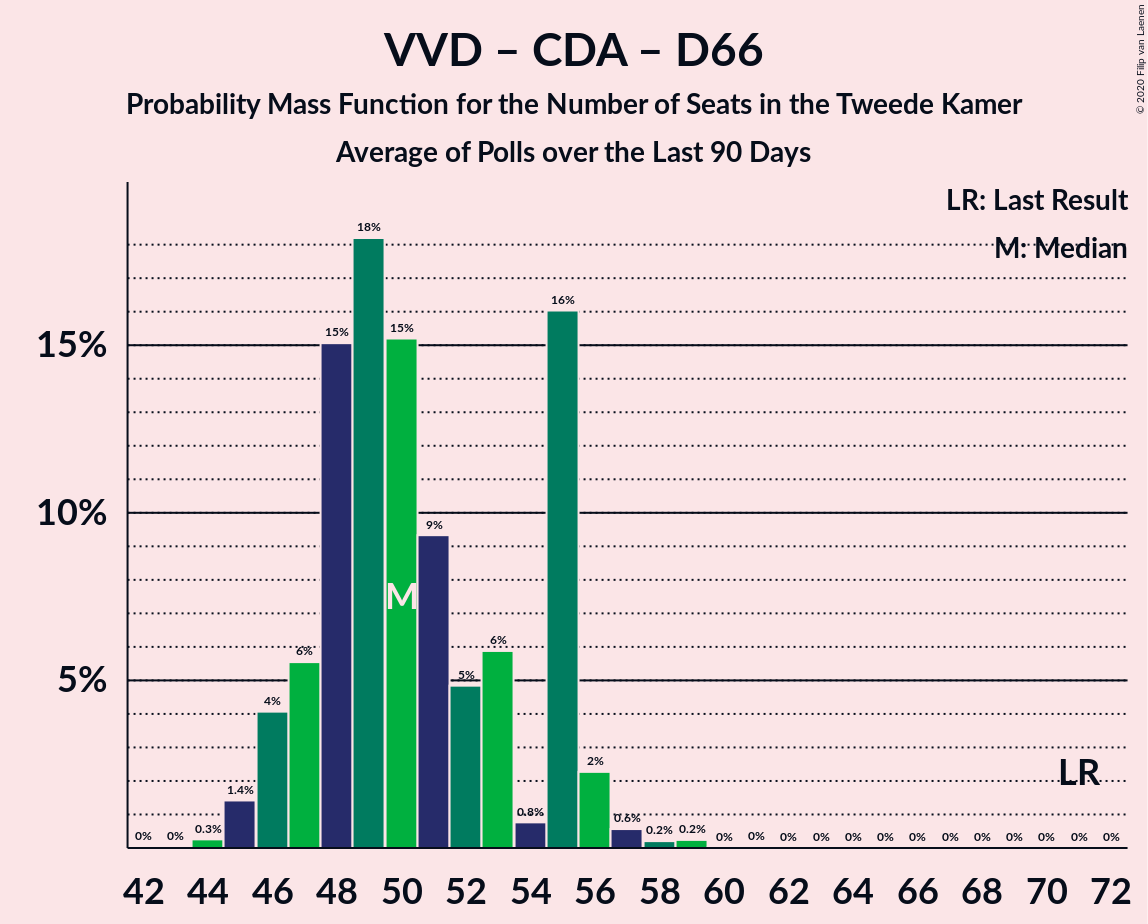 VVD – CDA – D66
Probability Mass Function for the Number of Seats in the Tweede Kamer
Average of Polls over the Last 90 Days
© 2020 Filip van Laenen
LR: Last Result
M: Median
15%
10%
5%
0% 0% 0.3% 1.4% 4% 6% 15% 18% 15% 9% 5% 6% 0.8% 16% 2% 0.6% 0.2% 0.2% 0% 0% 0% 0% 0% 0% 0% 0% 0% 0% 0% 0% 0%
M
LR
42 44 46 48 50 52 54 56 58 60 62 64 66 68 70 72